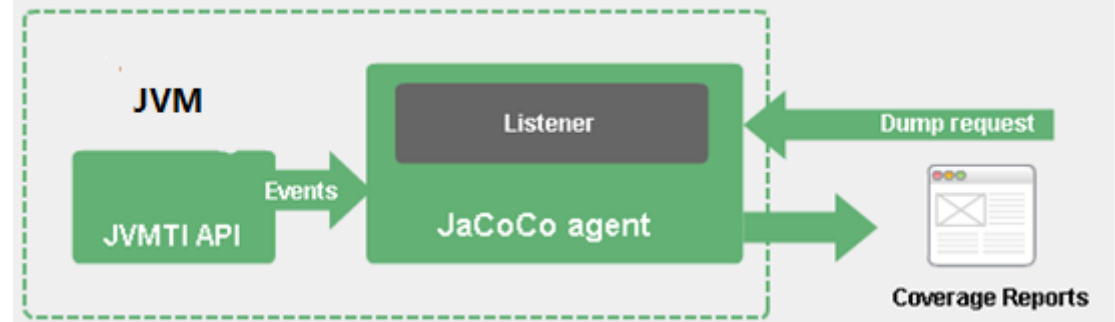 JVM
Listener
Dump request
Events
JVMTI API
JaCoCo agent
Coverage Reports